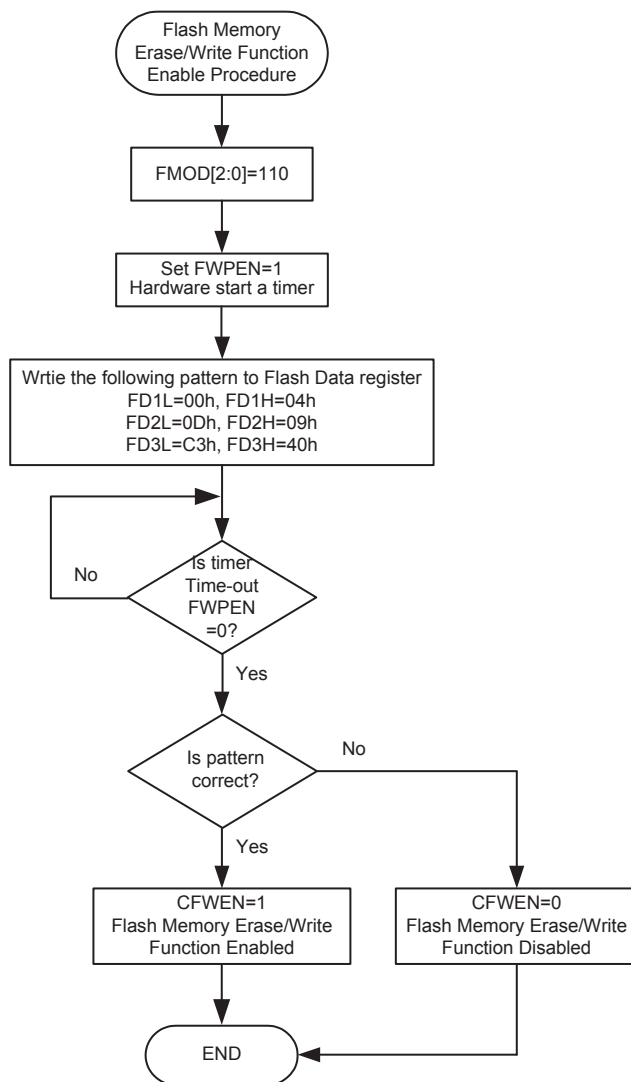 Flash Memory
Erase/Write Function
Enable Procedure
FMOD[2:0]=110
Set FWPEN=1
Hardware start a timer
Wrtie the following pattern to Flash Data register
FD1L=00h, FD1H=04h
FD2L=0Dh, FD2H=09h
FD3L=C3h, FD3H=40h
Is timer
Time-out
FWPEN
=0?
No
Yes
Is pattern
correct?
No
Yes
CFWEN=1
Flash Memory Erase/Write
Function Enabled
CFWEN=0
Flash Memory Erase/Write
Function Disabled
END